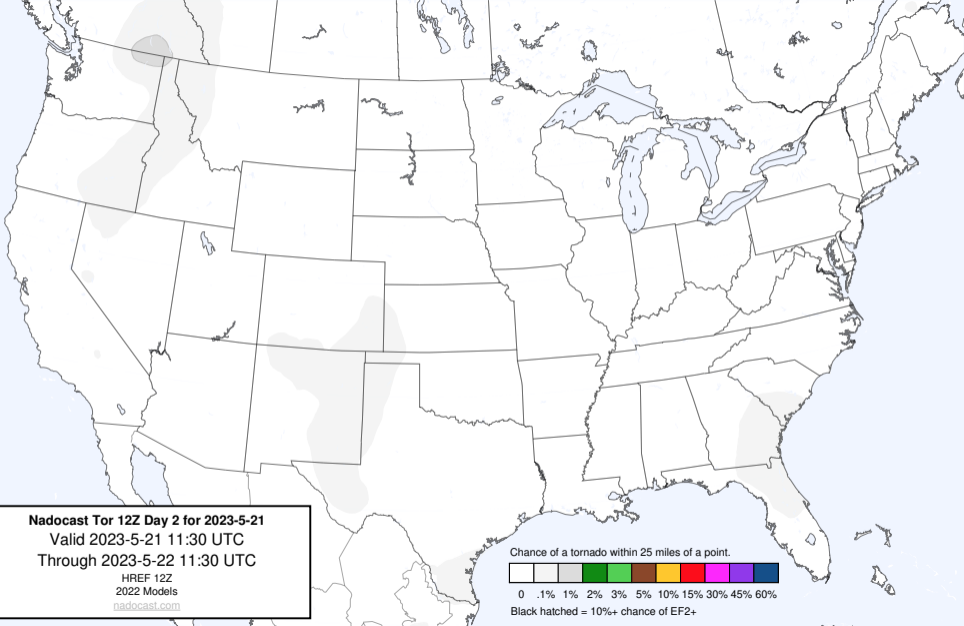 Nadocast Tor 12Z Day 2 for 2023-5-21
Valid 2023-5-21 11:30 UTC
Through 2023-5-22 11:30 UTC
HREF 12Z
2022 Models
nadocast.com
Chance of a tornado within 25 miles of a point.
0 .1% 1% 2% 3% 5% 10% 15% 30% 45% 60%
Black hatched = 10%+ chance of EF2+